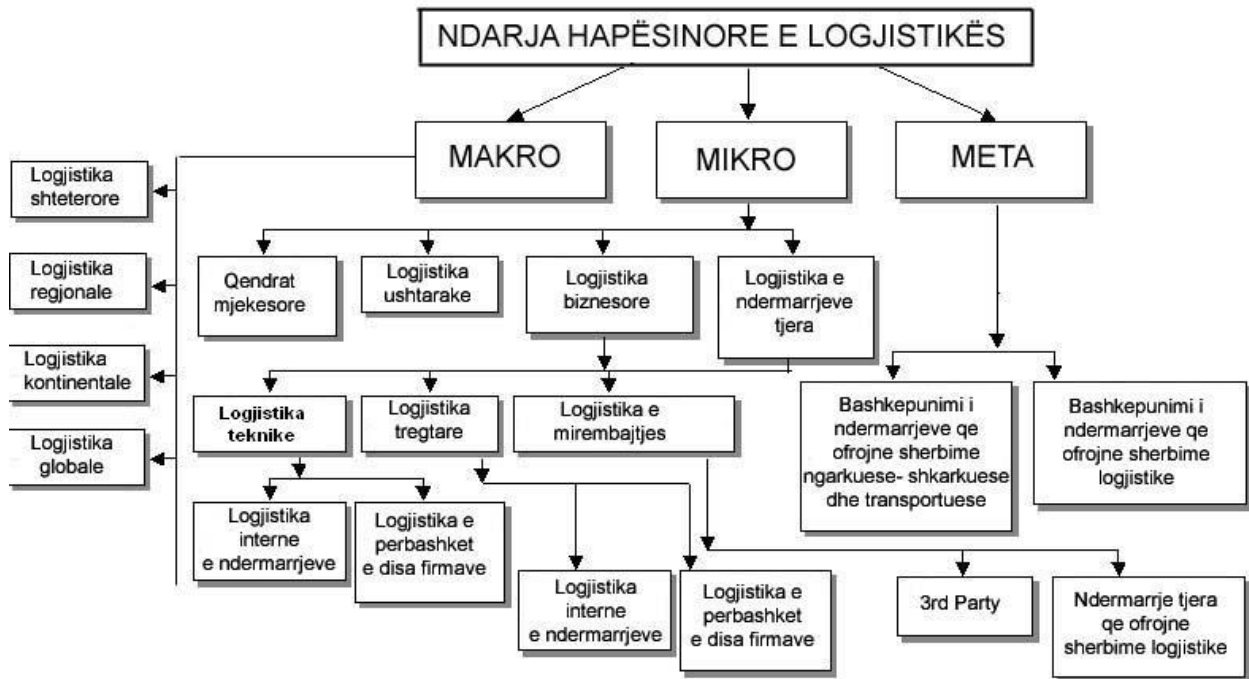 NDARJA HAPËSINORE E LOGJISTIKËS
MAKRO
MIKRO
META
Logjistika
shteterore
Logjistika
regjonale
Logjistika
kontinentale
Logjistika
globale
Qendrat
mjekesore
Logjistika
ushtarake
Logjistika
biznesore
Logjistika e
ndermarrjeve
tjera
Logjistika
teknike
Logjistika
tregtare
Logjistika e
mirembajtjes
Bashkepunimi i
ndermarrjeve qe
ofrojne sherbime
ngarkuese- shkarkuese
dhe transportuese
Bashkepunimi i
ndermarrjeve qe
ofrojne sherbime
logjistike
Logjistika
interne
e ndermarrjeve
Logjistika e
perbashket
e disa firmave
Logjistika
interne
e ndermarrjeve
Logjistika e
perbashket
e disa firmave
3rd Party
Ndermarrje tjera
qe ofrojne
sherbime logjistike